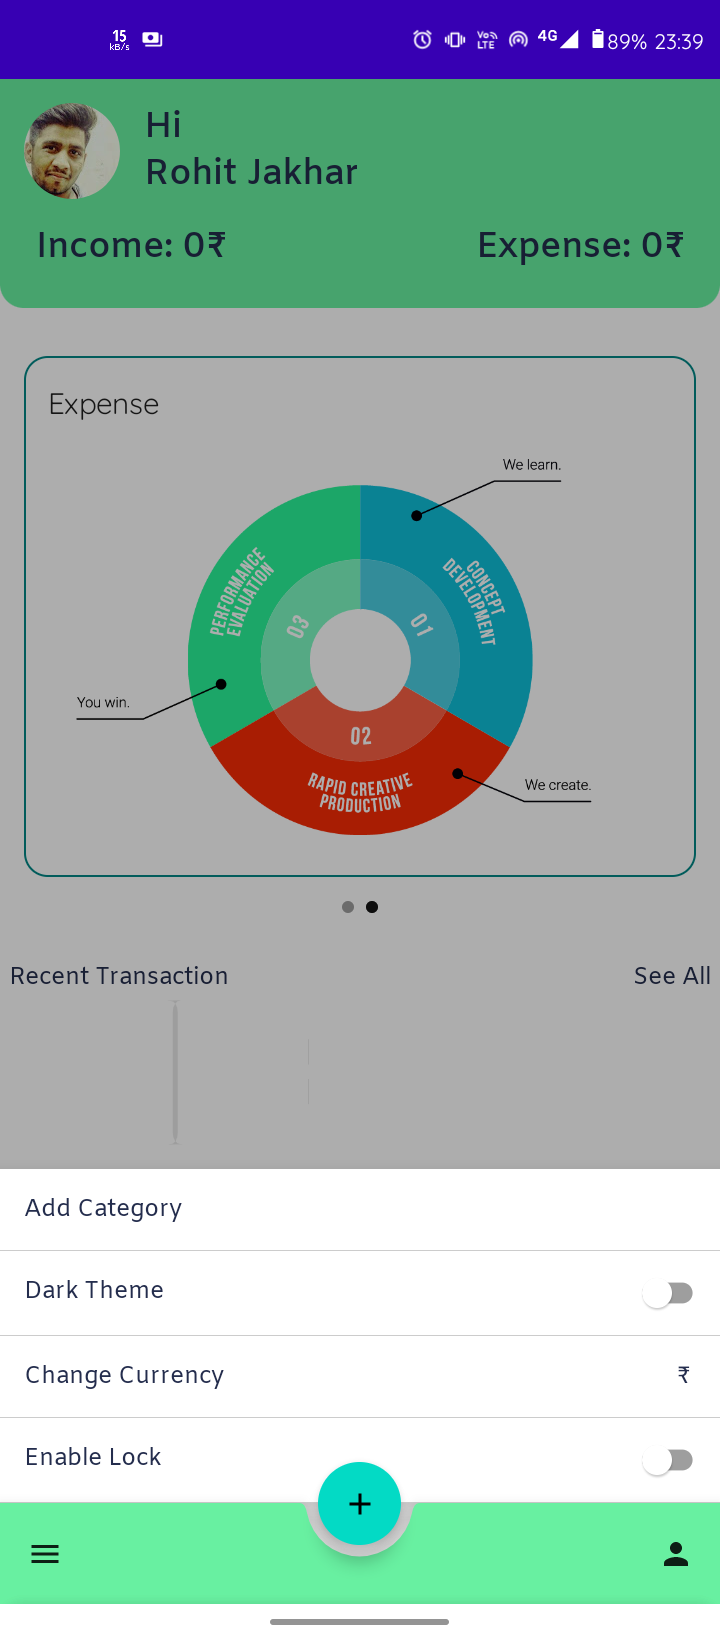 15
kB/s
Vo
LTE
4G
89% 23:39
Hi
Rohit Jakhar
Income: 0₹
Expense: 0₹
Expense
We learn.
PERFORMANCE
EVALUATION
CONCEPT
DEVELOPMENT
03
01
You win.
02
RAPID CREATIVE
PRODUCTION
We create.
Recent Transaction
See All
Add Category
Dark Theme
Change Currency
₹
Enable Lock
+